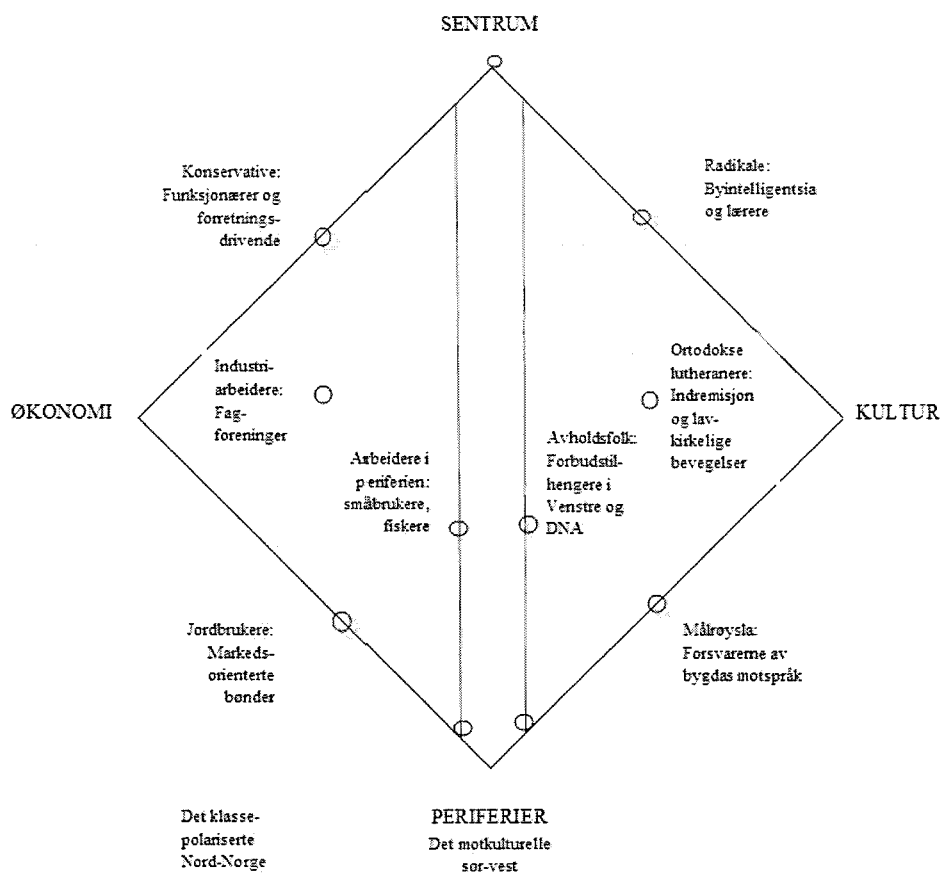 SENTRUM
Konservative:
Funksjonærer og
forretnings-
drivende
Radikale:
Byintelligentsia
og lærere
Industri-
arbeidere:
Fag-
foreninger
Ortodokse
lutheranere:
Indremisjon
og lav-
kirkelige
bevegelser
ØKONOMI
KULTUR
Arbeidere i
periferien:
småbrukere,
fiskere
Avholdsfolk:
Forbudstil-
hengere i
Venstre og
DNA
Jordbrukere:
Markeds-
orienterte
bønder
Målrøysla:
Forsvarerne av
bygdas motspråk
Det klasse-
polariserte
Nord-Norge
PERIFERIER
Det motkulturelle
sør-vest